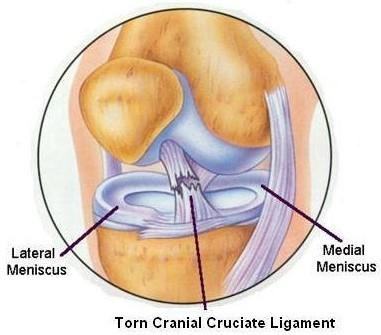 Lateral
Meniscus
Medial
Meniscus
Torn Cranial Cruciate Ligament